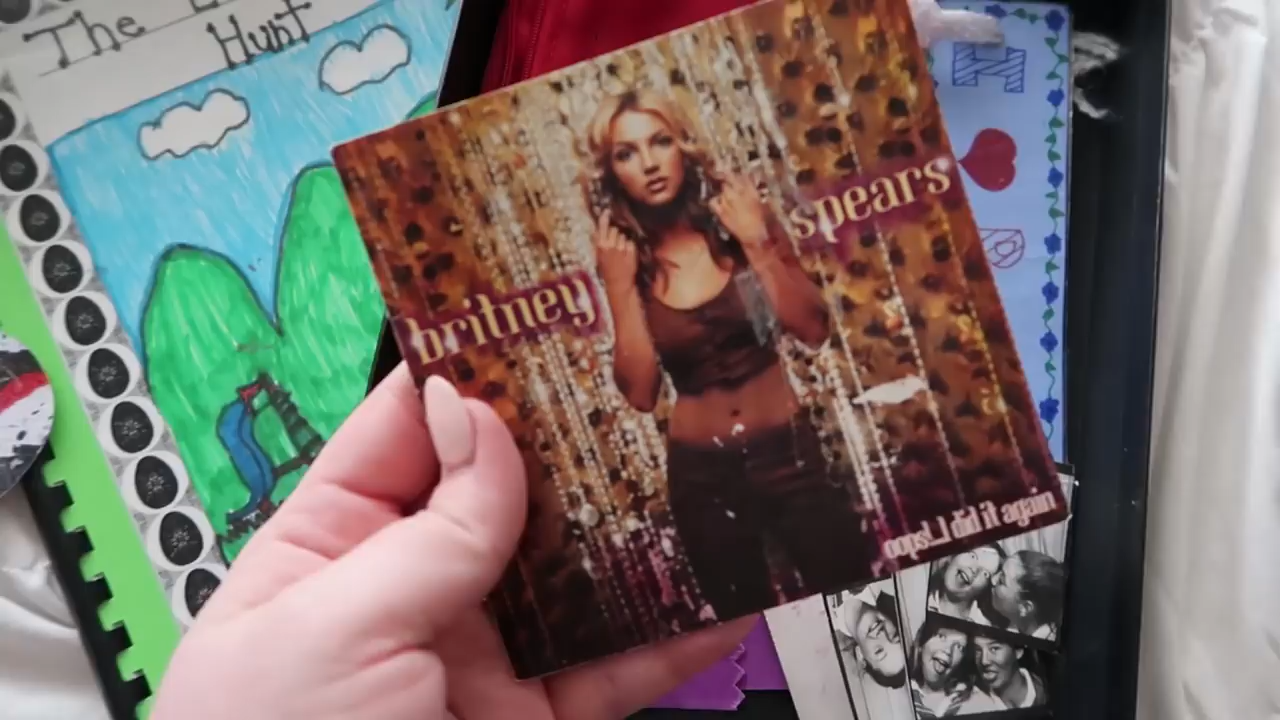 The
Hunt
britney
spears
oops!...I did it again
H